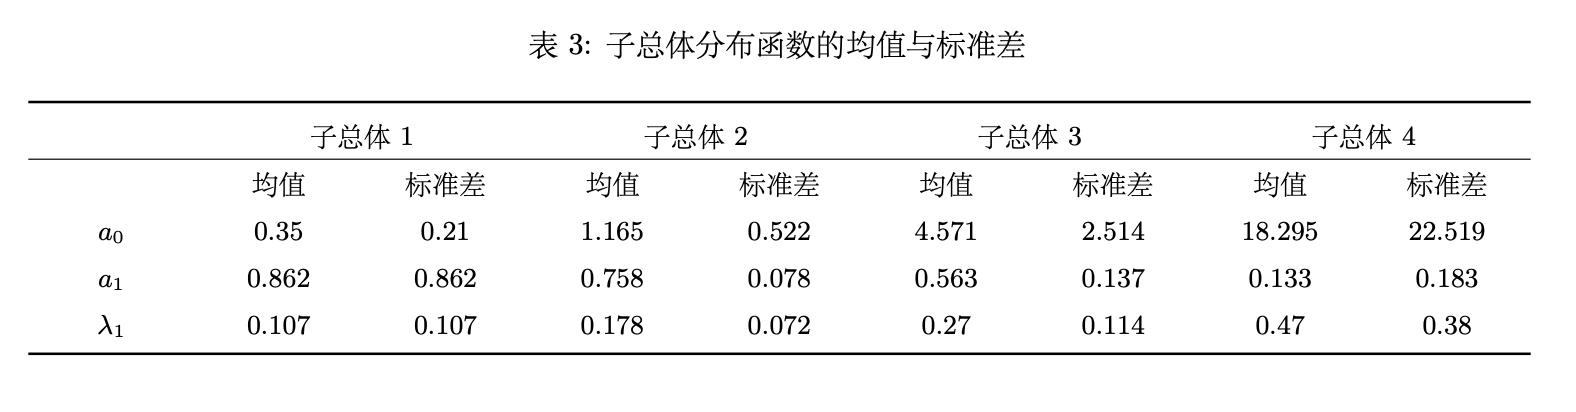 表 3: 子总体分布函数的均值与标准差
子总体 1 子总体 2 子总体 3 子总体 4
均值 标准差 均值 标准差 均值 标准差 均值 标准差
a₀ 0.35 0.21 1.165 0.522 4.571 2.514 18.295 22.519
a₁ 0.862 0.862 0.758 0.078 0.563 0.137 0.133 0.183
λ₁ 0.107 0.107 0.178 0.072 0.27 0.114 0.47 0.38